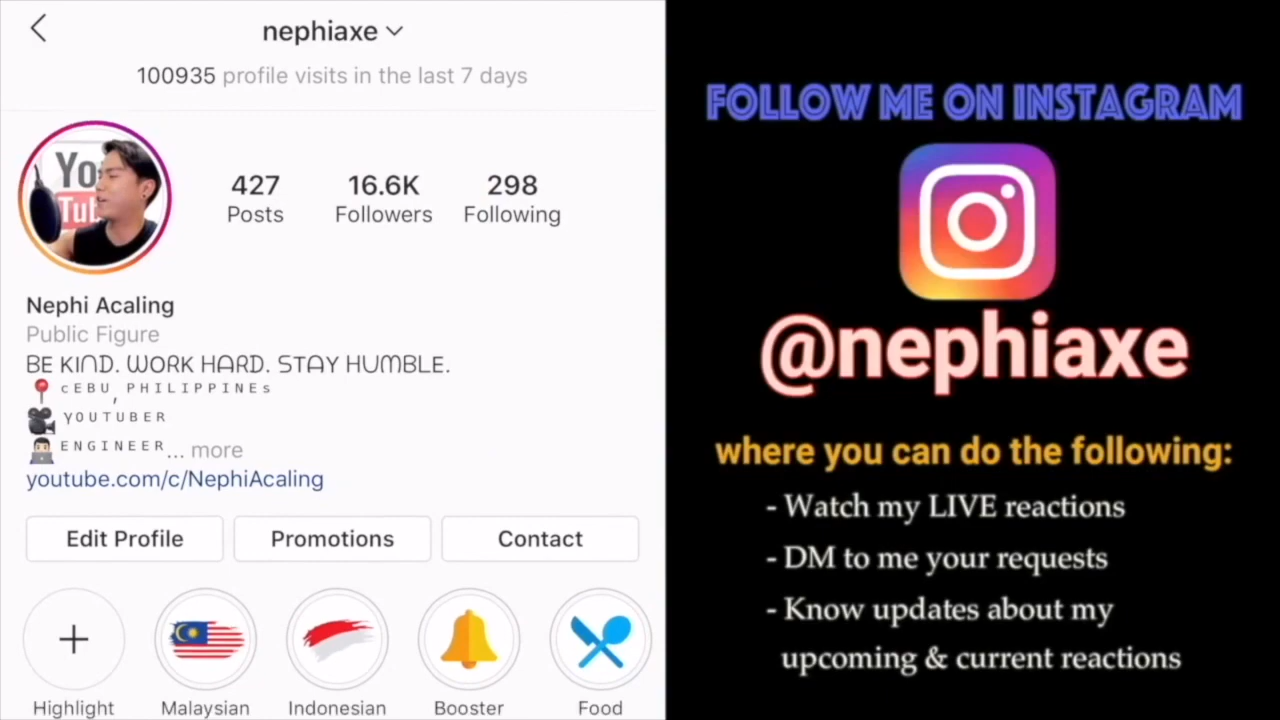 nephiaxe
100935 profile visits in the last 7 days
You
Tub
427
Posts
16.6K
Followers
298
Following
Nephi Acaling
Public Figure
BE KIND. WORK HARD. STAY HUMBLE.
CEBU, PHILIPPINEs
YOUTUBER
ENGINEER... more
youtube.com/c/NephiAcaling
Edit Profile
Promotions
Contact
Highlight
Malaysian
Indonesian
Booster
Food
FOLLOW ME ON INSTAGRAM
@nephiaxe
where you can do the following:
- Watch my LIVE reactions
- DM to me your requests
- Know updates about my
upcoming & current reactions